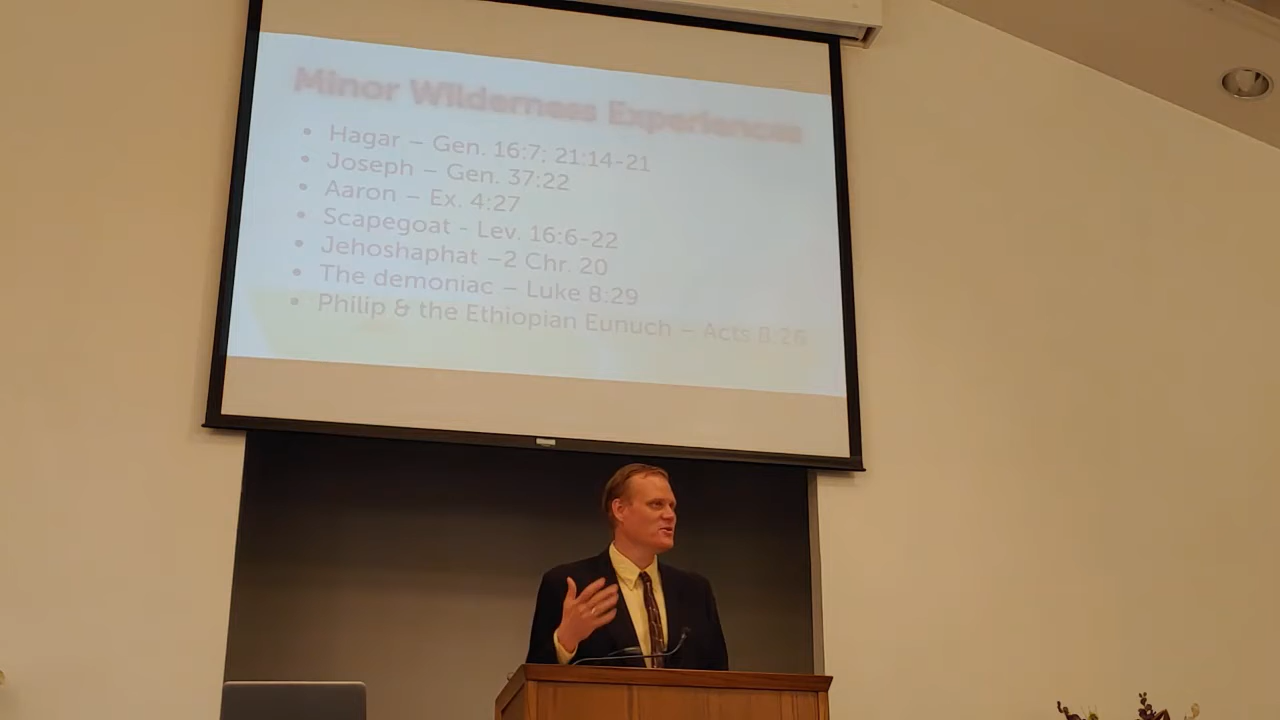 Minor Wilderness Experiences
• Hagar – Gen. 16:7; 21:14-21
• Joseph – Gen. 37:22
• Aaron – Ex. 4:27
• Scapegoat - Lev. 16:6-22
• Jehoshaphat –2 Chr. 20
• The demoniac – Luke 8:29
• Philip & the Ethiopian Eunuch – Acts 8:26